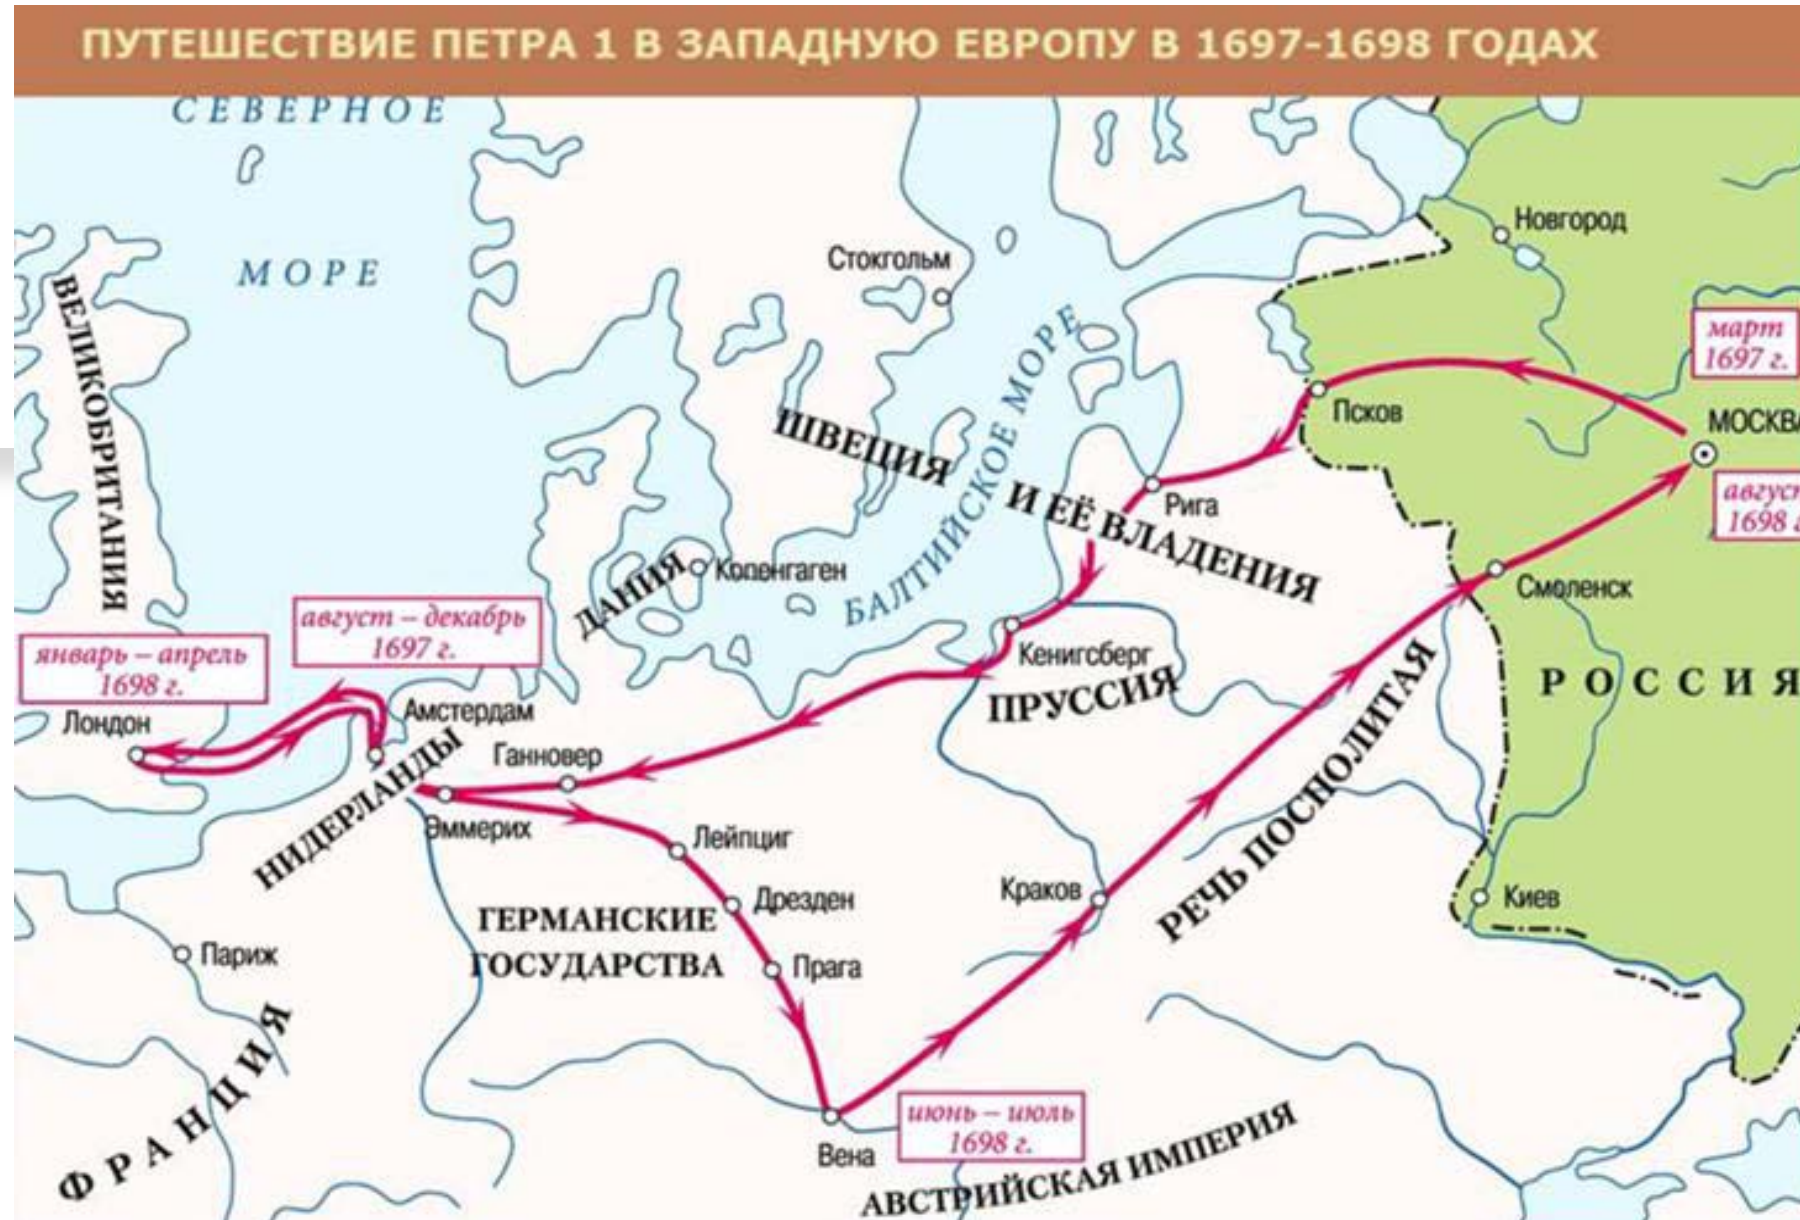 ПУТЕШЕСТВИЕ ПЕТРА 1 В ЗАПАДНУЮ ЕВРОПУ В 1697-1698 ГОДАХ
СЕВЕРНОЕ
МОРЕ
Новгород
Стокгольм
ВЕЛИКОБРИТАНИЯ
БАЛТИЙСКОЕ МОРЕ
март
1697 г.
Псков
МОСКВА
ШВЕЦИЯ И ЕЁ ВЛАДЕНИЯ
Рига
август
1698 г
ДАНИЯ
Копенгаген
Смоленск
август – декабрь
1697 г.
январь – апрель
1698 г.
Кенигсберг
ПРУССИЯ
РОССИЯ
Лондон
Амстердам
Ганновер
НИДЕРЛАНДЫ
Эммерих
Лейпциг
РЕЧЬ ПОСПОЛИТАЯ
Краков
Дрезден
Киев
ГЕРМАНСКИЕ
ГОСУДАРСТВА
Париж
Прага
ФРАНЦИЯ
июнь – июль
1698 г.
Вена
АВСТРИЙСКАЯ ИМПЕРИЯ